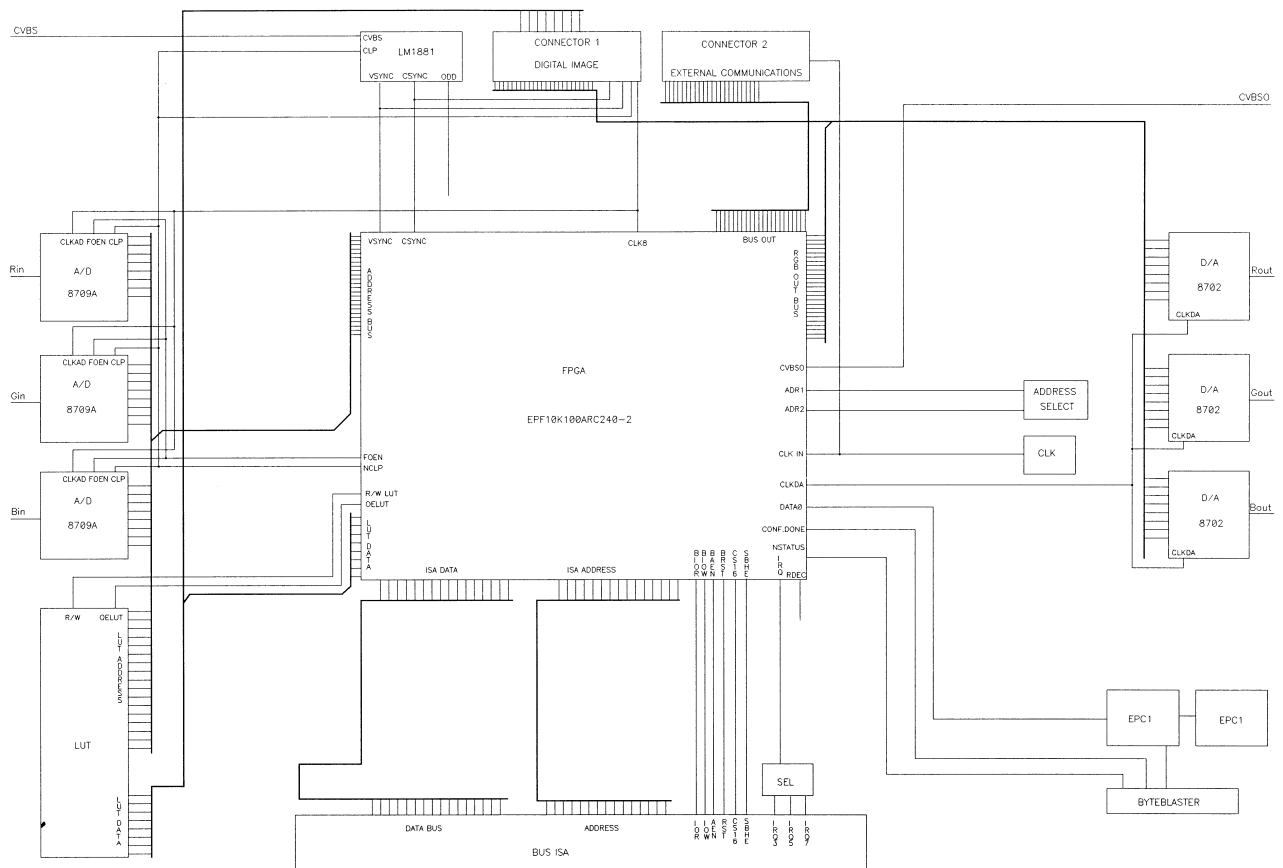 CVBS
CVBS
CLP
LM1881
VSYNC CSYNC ODD
CONNECTOR 1
DIGITAL IMAGE
CONNECTOR 2
EXTERNAL COMMUNICATIONS
CVBSO
CLKAD FOEN CLP
Rin
A/D
8709A
CLKAD FOEN CLP
Gin
A/D
8709A
CLKAD FOEN CLP
Bin
A/D
8709A
VSYNC CSYNC
CLK8
BUS OUT
ADDRESS BUS
RGB OUT BUS
FPGA
EPF10K100ARC240-2
CVBSO
ADR1
ADR2
CLK IN
CLKDA
DATA0
CONF.DONE
NSTATUS
FOEN
NCLP
R/W LUT
OELUT
LUT DATA
ISA DATA
ISA ADDRESS
BIOR
BIOW
BAEN
BRST
CS16
SBHE
IRQ
RDEC
ADDRESS
SELECT
CLK
D/A
8702
Rout
CLKDA
D/A
8702
Gout
CLKDA
D/A
8702
Bout
CLKDA
R/W OELUT
LUT ADDRESS
LUT
LUT DATA
EPC1
EPC1
BYTEBLASTER
SEL
DATA BUS
ADDRESS
IOR
IOW
AEN
RST
CS16
SBHE
IRQ3
IRQ5
IRQ7
BUS ISA